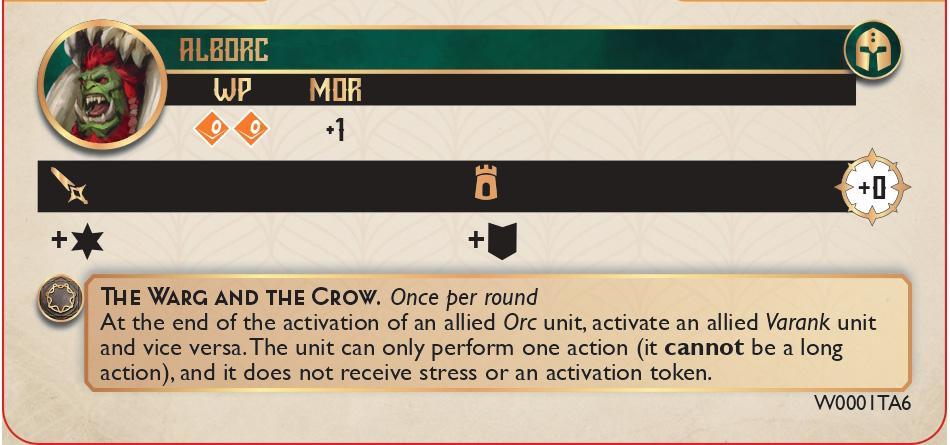 ALBORC
WP MOR
0 0 +1
+0
+ +
THE WARG AND THE CROW. Once per round
At the end of the activation of an allied Orc unit, activate an allied Varank unit
and vice versa. The unit can only perform one action (it cannot be a long
action), and it does not receive stress or an activation token.
W0001TA6